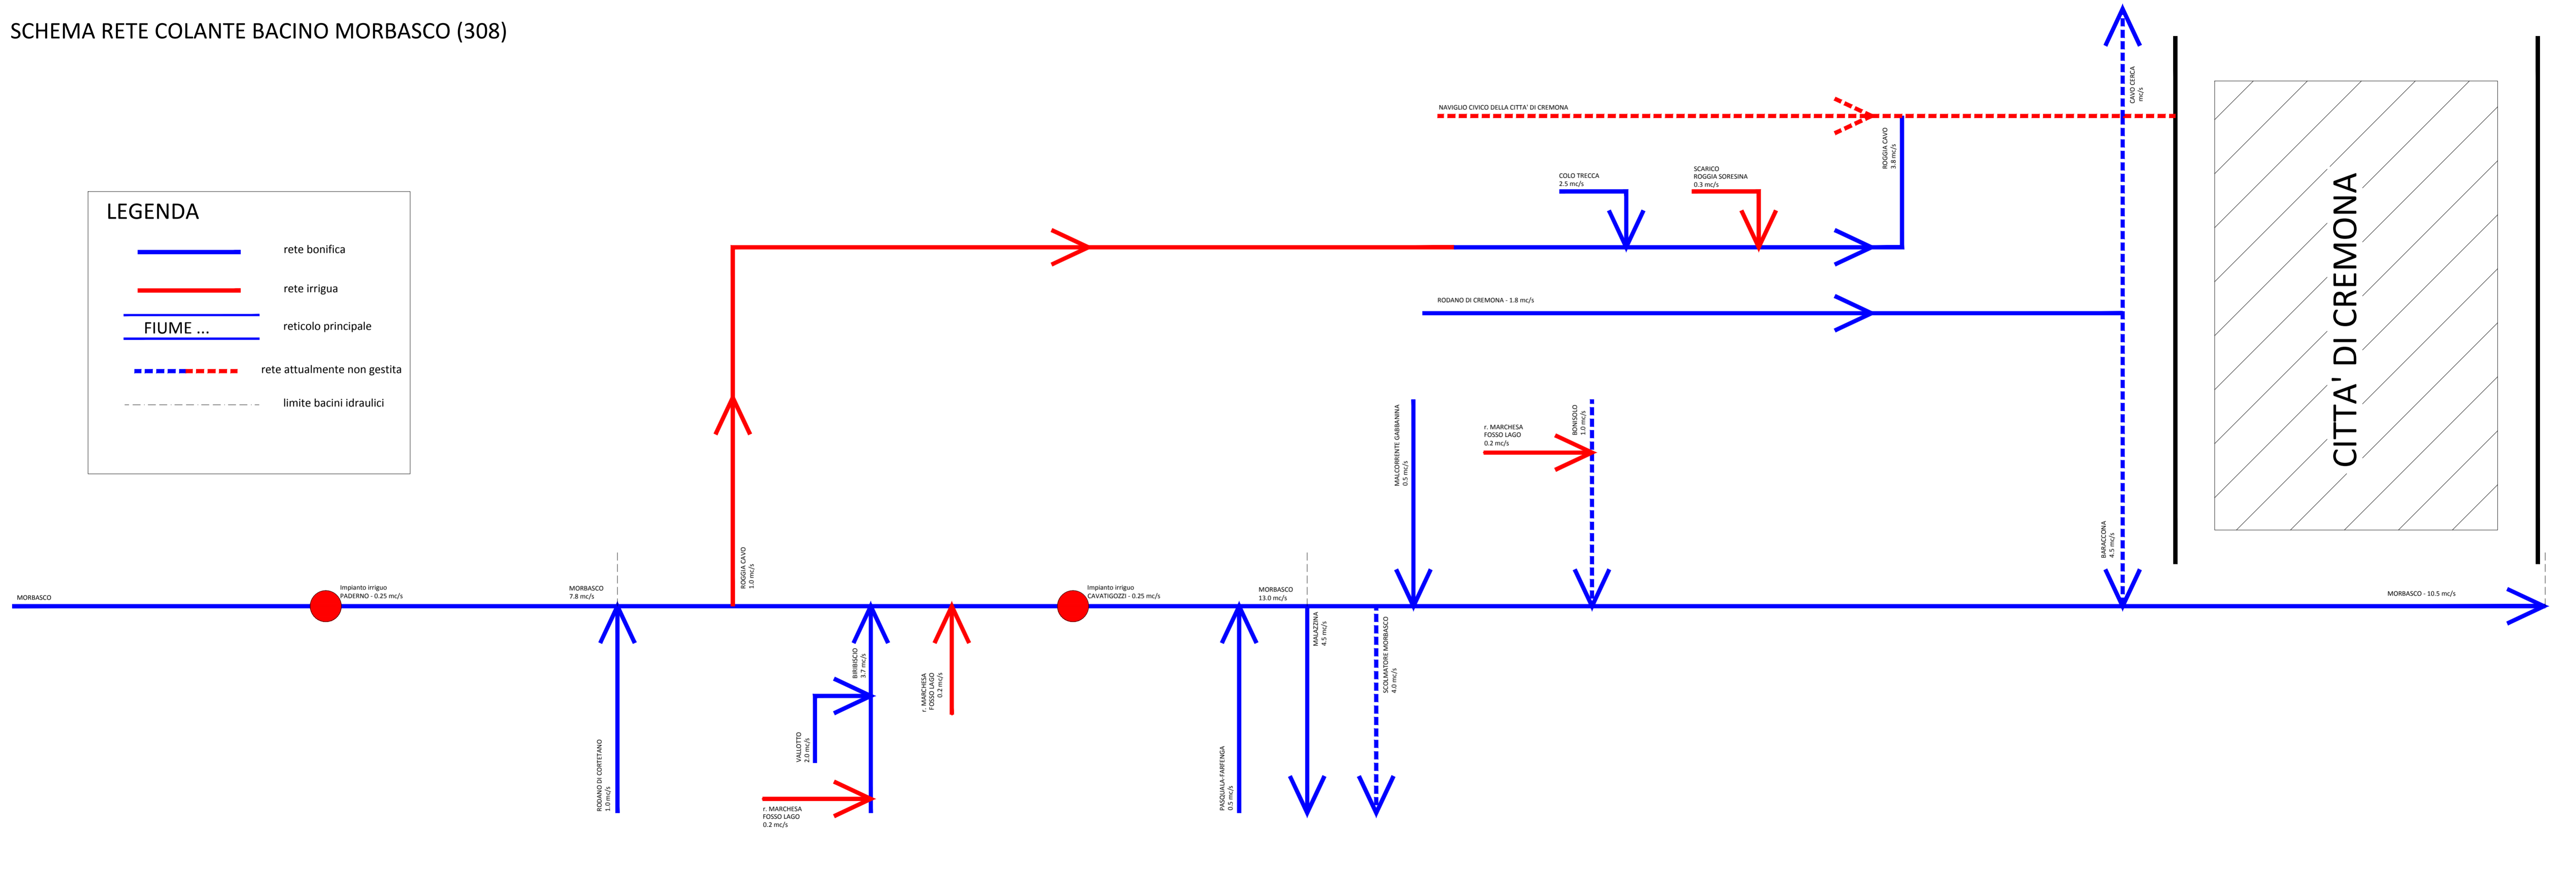 SCHEMA RETE COLANTE BACINO MORBASCO (308)
LEGENDA
rete bonifica
rete irrigua
FIUME ...
reticolo principale
rete attualmente non gestita
limite bacini idraulici
NAVIGLIO CIVICO DELLA CITTA' DI CREMONA
CAVO CERCA
mc/s
ROGGIA CAVO
3.8 mc/s
COLO TRECCA
2.5 mc/s
SCARICO
ROGGIA SORESINA
0.3 mc/s
RODANO DI CREMONA - 1.8 mc/s
CITTA' DI CREMONA
MALCORRENTE GABBANINA
0.5 mc/s
r. MARCHESA
FOSSO LAGO
0.2 mc/s
BONISOLO
1.0 mc/s
BARACCONA
4.5 mc/s
MORBASCO
Impianto irriguo
PADERNO - 0.25 mc/s
MORBASCO
7.8 mc/s
ROGGIA CAVO
1.0 mc/s
Impianto irriguo
CAVATIGOZZI - 0.25 mc/s
MORBASCO
13.0 mc/s
MORBASCO - 10.5 mc/s
RODANO DI CORTETANO
1.0 mc/s
VALLOTTO
2.0 mc/s
r. MARCHESA
FOSSO LAGO
0.2 mc/s
BIRIBISCIO
3.7 mc/s
r. MARCHESA
FOSSO LAGO
0.2 mc/s
PASQUALA-FARFENGA
0.5 mc/s
MALAZZINA
4.5 mc/s
SCOLMATORE MORBASCO
4.0 mc/s